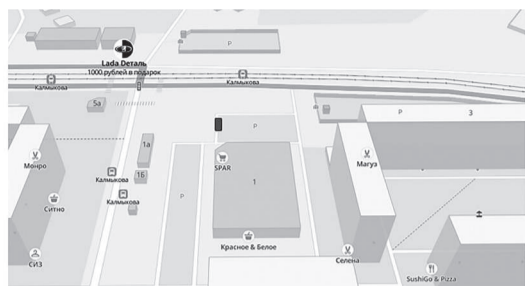 P
Lada Деталь
1000 рублей в подарок
Калмыкова
Калмыкова
5а
P
3
P
1а
Монро
SPAR
Магуз
Калмыкова
1б
P
1
Калмыкова
Ситно
Красное & Белое
СИЗ
Селена
SushiGo & Pizza